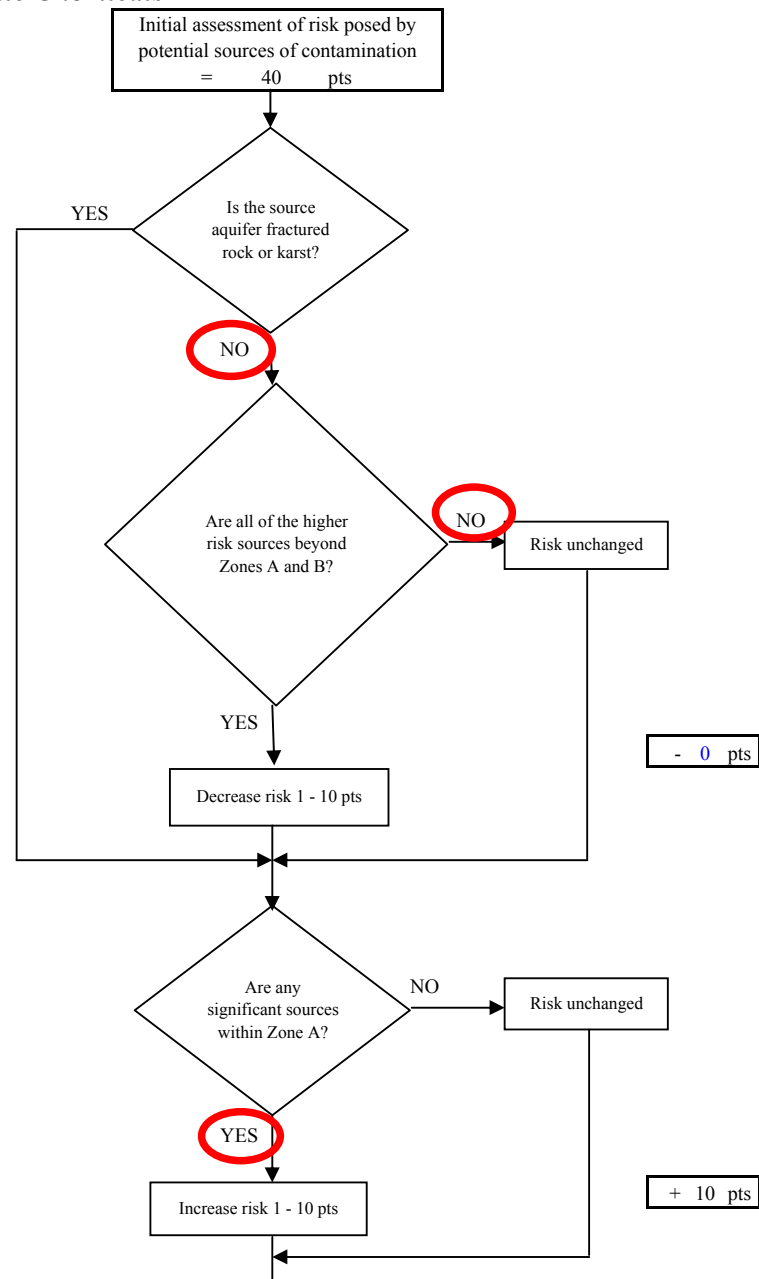 Initial assessment of risk posed by
potential sources of contamination
= 40 pts
YES
Is the source
aquifer fractured
rock or karst?
NO
Are all of the higher
risk sources beyond
Zones A and B?
NO
Risk unchanged
YES
- 0 pts
Decrease risk 1 - 10 pts
Are any
significant sources
within Zone A?
NO
Risk unchanged
YES
+ 10 pts
Increase risk 1 - 10 pts